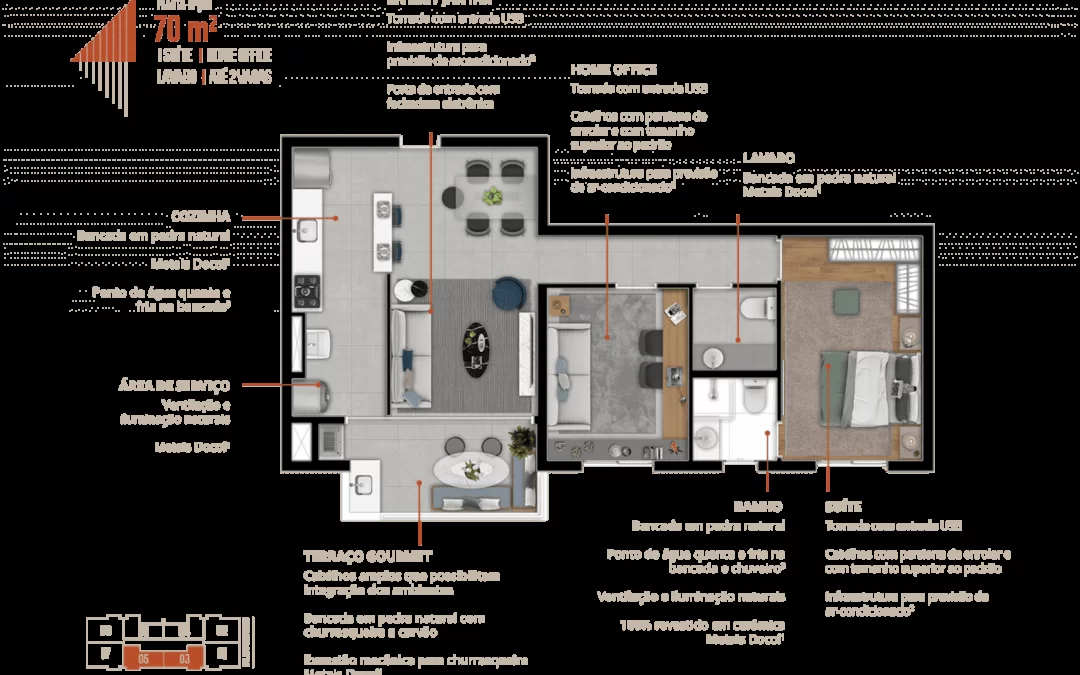 70 m²
1 SUÍTE | HOME OFFICE
LAVABO | ATÉ 2 VAGAS
Tomada com entrada USB
Infraestrutura para
previsão de ar-condicionado²
Porta de entrada com
fechadura eletrônica
HOME OFFICE
Tomada com entrada USB
Caixilhos com persiana de
enrolar e com tamanho
superior ao padrão
Infraestrutura para previsão
de ar-condicionado²
LAVABO
Bancada em pedra natural
Metais Docol¹
COZINHA
Bancada em pedra natural
Metais Docol¹
Ponto de água quente e
fria na bancada³
ÁREA DE SERVIÇO
Ventilação e
iluminação naturais
Metais Docol¹
TERRAÇO GOURMET
Caixilhos amplos que possibilitam
integração dos ambientes
Bancada em pedra natural com
churrasqueira a carvão
Exaustão mecânica para churrasqueira
Metais Docol¹
BANHO
Bancada em pedra natural
Ponto de água quente e fria na
bancada e chuveiro³
Ventilação e iluminação naturais
100% revestido em cerâmica
Metais Docol¹
SUÍTE
Tomada com entrada USB
Caixilhos com persiana de enrolar e
com tamanho superior ao padrão
Infraestrutura para previsão de
ar-condicionado²
05
03